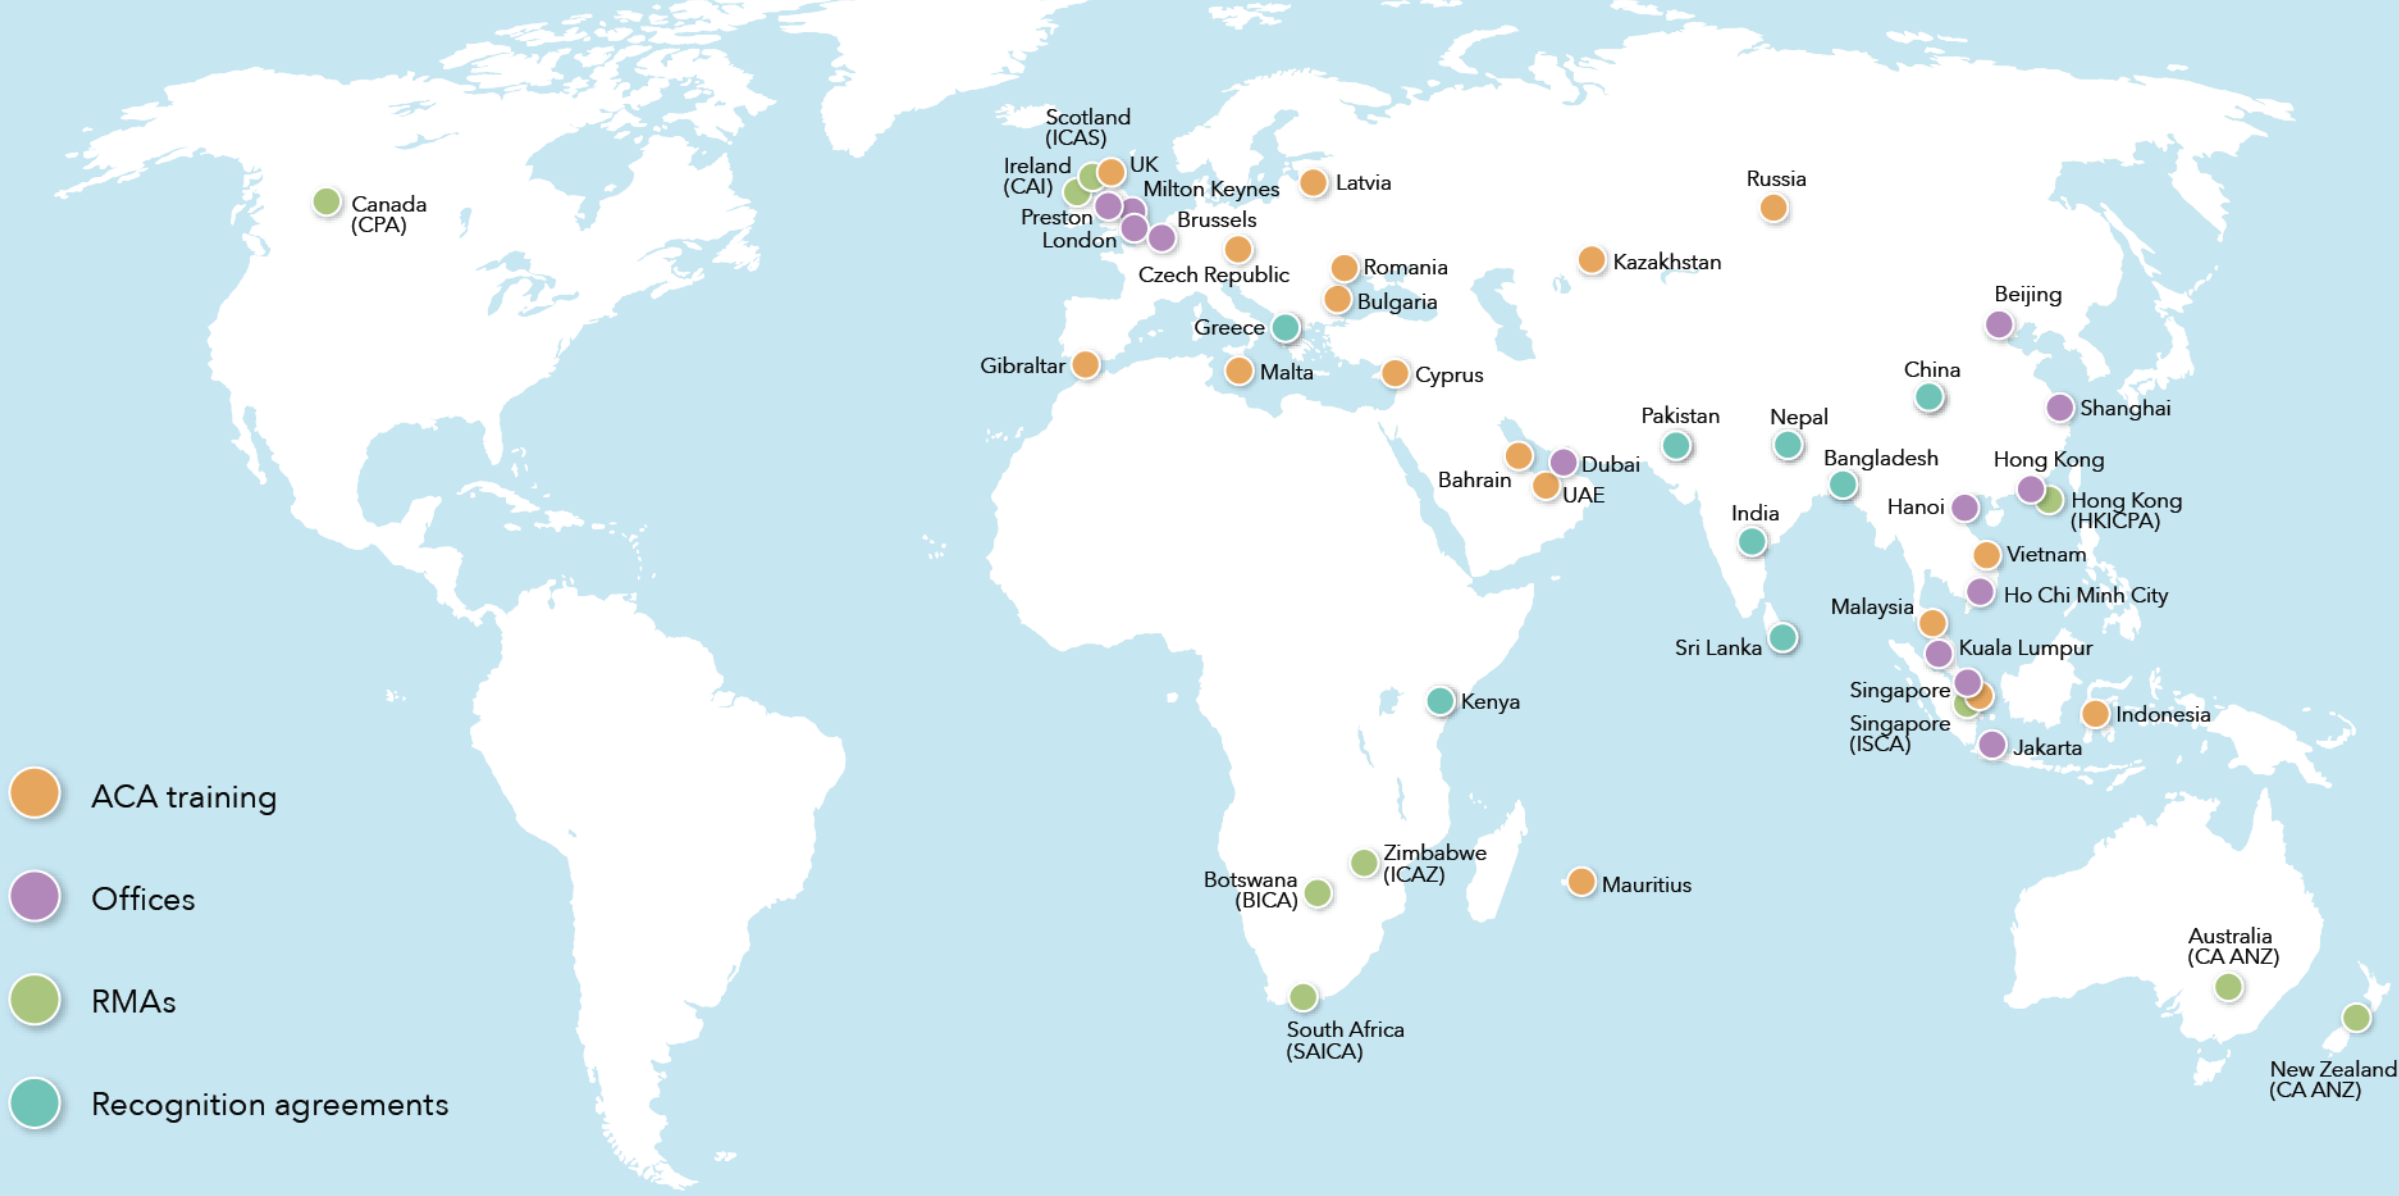 Scotland
(ICAS)
Ireland
(CAI)
UK
Milton Keynes
Preston
London
Brussels
Latvia
Russia
Canada
(CPA)
Czech Republic
Romania
Kazakhstan
Bulgaria
Beijing
Greece
Gibraltar
Malta
Cyprus
China
Shanghai
Pakistan
Nepal
Bangladesh
Hong Kong
Bahrain
Dubai
UAE
Hanoi
Hong Kong
(HKICPA)
India
Vietnam
Ho Chi Minh City
Malaysia
Sri Lanka
Kuala Lumpur
Singapore
Singapore
(ISCA)
Indonesia
Jakarta
Kenya
ACA training
Offices
RMAs
Recognition agreements
Zimbabwe
(ICAZ)
Botswana
(BICA)
Mauritius
South Africa
(SAICA)
Australia
(CA ANZ)
New Zealand
(CA ANZ)